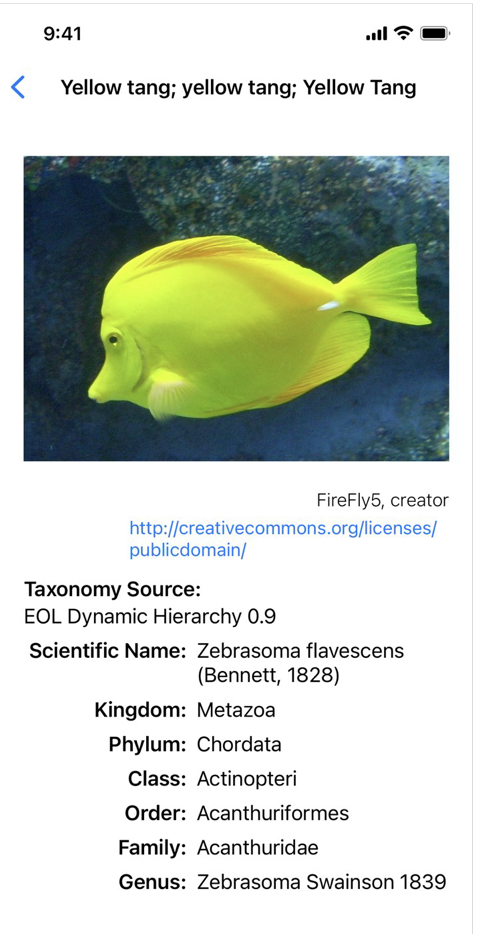 9:41
Yellow tang; yellow tang; Yellow Tang
FireFly5, creator
http://creativecommons.org/licenses/
publicdomain/
Taxonomy Source:
EOL Dynamic Hierarchy 0.9
Scientific Name: Zebrasoma flavescens
(Bennett, 1828)
Kingdom: Metazoa
Phylum: Chordata
Class: Actinopteri
Order: Acanthuriformes
Family: Acanthuridae
Genus: Zebrasoma Swainson 1839